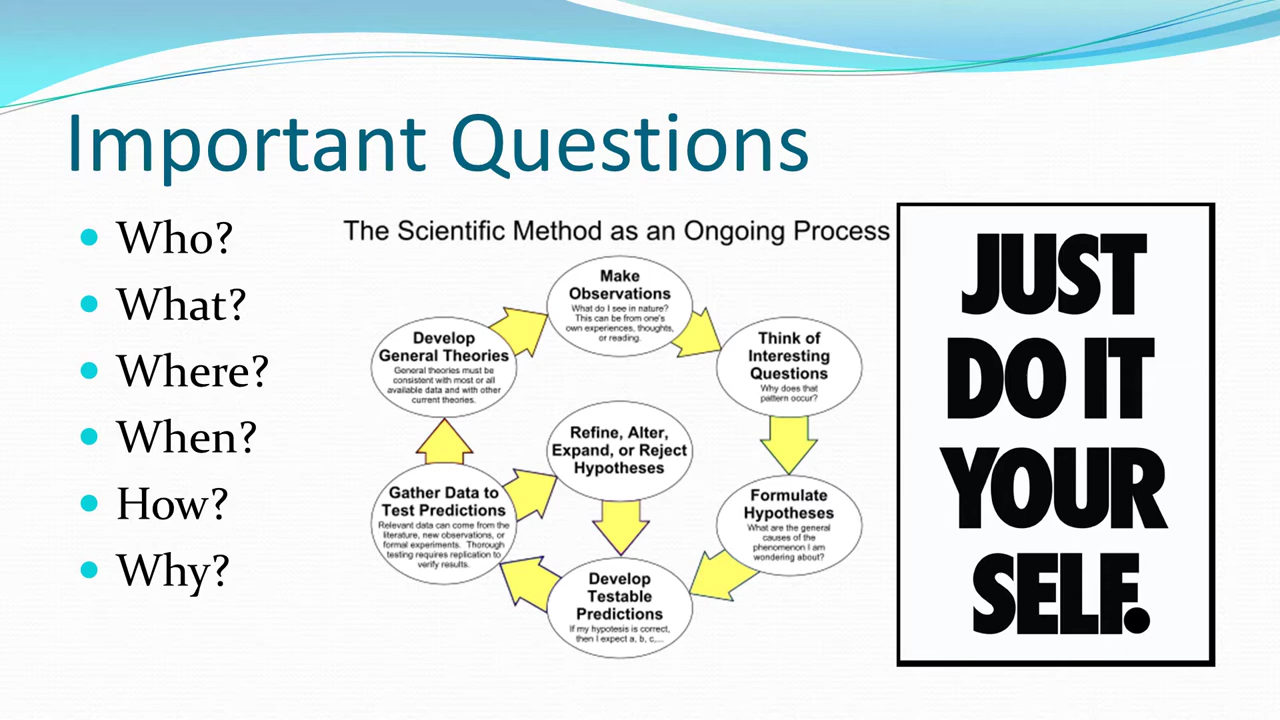 Important Questions
Who?
What?
Where?
When?
How?
Why?
The Scientific Method as an Ongoing Process
Make
Observations
What do I see in nature?
This can be from one's
own experiences, thoughts,
or reading.
Think of
Interesting
Questions
Why does that
pattern occur?
Formulate
Hypotheses
What are the general
causes of the
phenomenon I am
wondering about?
Develop
Testable
Predictions
If my hypotesis is correct,
then I expect a, b, c,...
Gather Data to
Test Predictions
Relevant data can come from the
literature, new observations, or
formal experiments. Thorough
testing requires replication to
verify results.
Refine, Alter,
Expand, or Reject
Hypotheses
Develop
General Theories
General theories must be
consistent with most or all
available data and with other
current theories.
JUST
DO IT
YOUR
SELF.